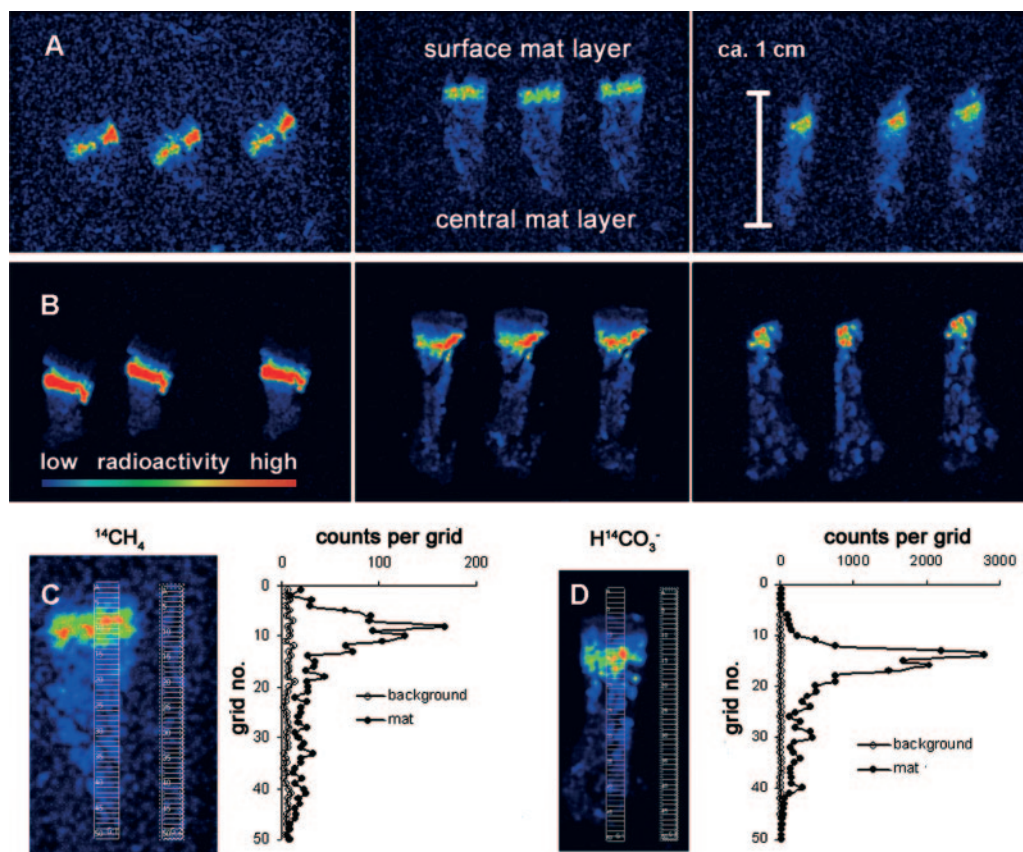 A
surface mat layer
central mat layer
ca. 1 cm
B
low radioactivity high
¹⁴CH₄
C
counts per grid
0 100 200
0
10
20
30
40
50
grid no.
background
mat
H¹⁴CO₃⁻
D
counts per grid
0 1000 2000 3000
0
10
20
30
40
50
grid no.
background
mat